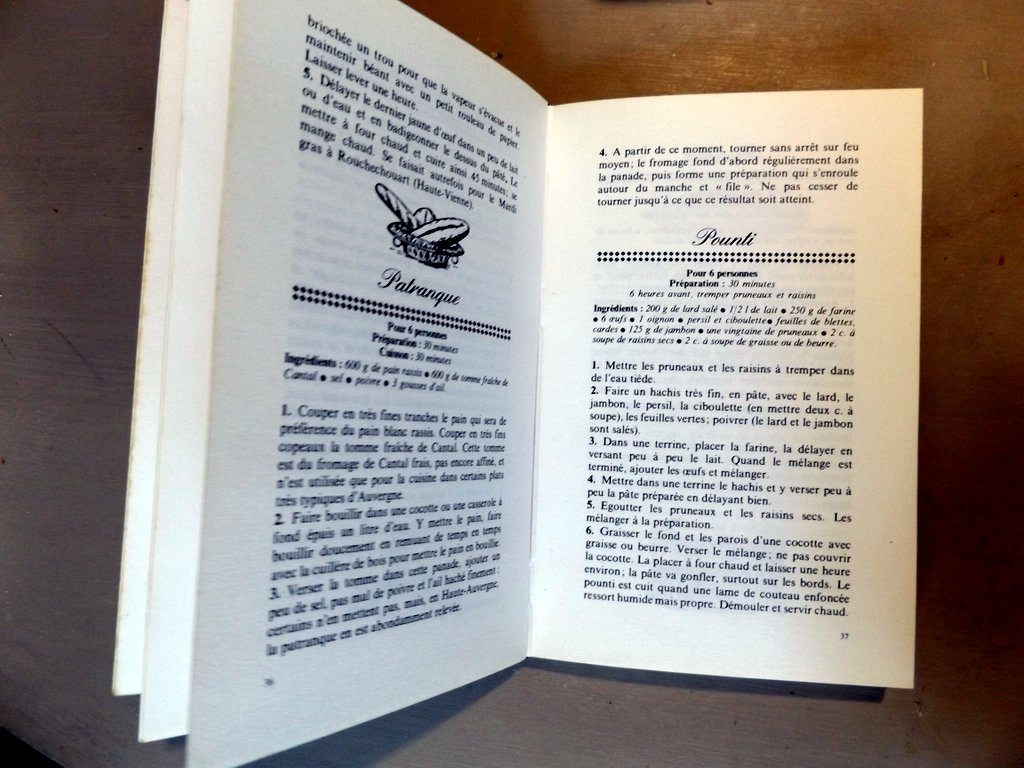 briochée un trou pour que la vapeur s'évacue et le
maintenir béant avec un petit rouleau de papier.
Laisser lever une heure.
5. Délayer le dernier jaune d'œuf dans un peu de lait
ou d'eau et en badigeonner le dessus du pâté. Le
mettre à four chaud et cuire ainsi 45 minutes; se
mange chaud. Se faisait autrefois pour le Mardi
gras à Rouchechouart (Haute-Vienne).
Patranque
Pour 6 personnes
Préparation : 30 minutes
Cuisson : 30 minutes
Ingrédients : 600 g de pain rassis ● 600 g de tomme fraîche de
Cantal ● sel ● poivre ● 3 gousses d'ail.
1. Couper en très fines tranches le pain qui sera de
préférence du pain blanc rassis. Couper en très fins
copeaux la tomme fraîche de Cantal. Cette tomme
est du fromage de Cantal frais, pas encore affiné, et
n'est utilisée que pour la cuisine dans certains plats
très typiques d'Auvergne.
2. Faire bouillir dans une cocotte ou une casserole à
fond épais un litre d'eau. Y mettre le pain, faire
bouillir doucement en remuant de temps en temps
avec la cuillère de bois pour mettre le pain en bouillie.
3. Verser la tomme dans cette panade, ajouter un
peu de sel, pas mal de poivre et l'ail haché finement :
certains n'en mettent pas, mais, en Haute-Auvergne,
la patranque en est abondamment relevée.
36
4. A partir de ce moment, tourner sans arrêt sur feu
moyen; le fromage fond d'abord régulièrement dans
la panade, puis forme une préparation qui s'enroule
autour du manche et « file ». Ne pas cesser de
tourner jusqu'à ce que ce résultat soit atteint.
Pounti
Pour 6 personnes
Préparation : 30 minutes
6 heures avant, tremper pruneaux et raisins
Ingrédients : 200 g de lard salé ● 1/2 l de lait ● 250 g de farine
● 6 œufs ● 1 oignon ● persil et ciboulette ● feuilles de blettes,
cardes ● 125 g de jambon ● une vingtaine de pruneaux ● 2 c. à
soupe de raisins secs ● 2 c. à soupe de graisse ou de beurre.
1. Mettre les pruneaux et les raisins à tremper dans
de l'eau tiède.
2. Faire un hachis très fin, en pâte, avec le lard, le
jambon, le persil, la ciboulette (en mettre deux c. à
soupe), les feuilles vertes; poivrer (le lard et le jambon
sont salés).
3. Dans une terrine, placer la farine, la délayer en
versant peu à peu le lait. Quand le mélange est
terminé, ajouter les œufs et mélanger.
4. Mettre dans une terrine le hachis et y verser peu à
peu la pâte préparée en délayant bien.
5. Egoutter les pruneaux et les raisins secs. Les
mélanger à la préparation.
6. Graisser le fond et les parois d'une cocotte avec
graisse ou beurre. Verser le mélange; ne pas couvrir
la cocotte. La placer à four chaud et laisser une heure
environ; la pâte va gonfler, surtout sur les bords. Le
pounti est cuit quand une lame de couteau enfoncée
ressort humide mais propre. Démouler et servir chaud.
37